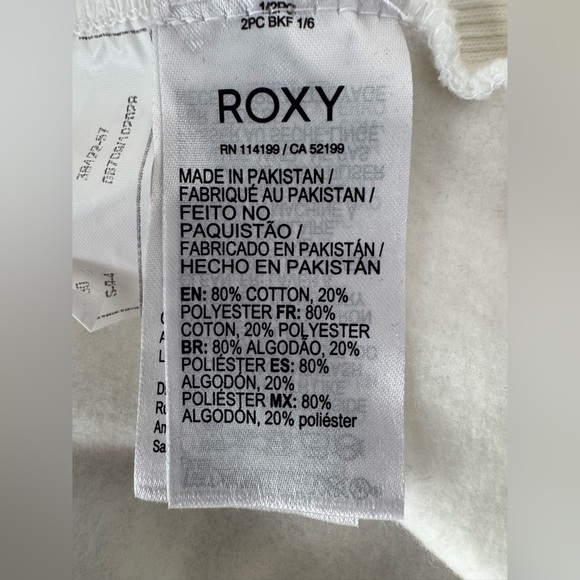 1/2PC
2PC BKF 1/6
ROXY
RN 114199 / CA 52199
MADE IN PAKISTAN /
FABRIQUÉ AU PAKISTAN /
FEITO NO
PAQUISTÃO /
FABRICADO EN PAKISTÁN /
HECHO EN PAKISTÁN
EN: 80% COTTON, 20%
POLYESTER FR: 80%
COTON, 20% POLYESTER
BR: 80% ALGODÃO, 20%
POLIÉSTER ES: 80%
ALGODÓN, 20%
POLIÉSTER MX: 80%
ALGODÓN, 20% poliéster
38422-57